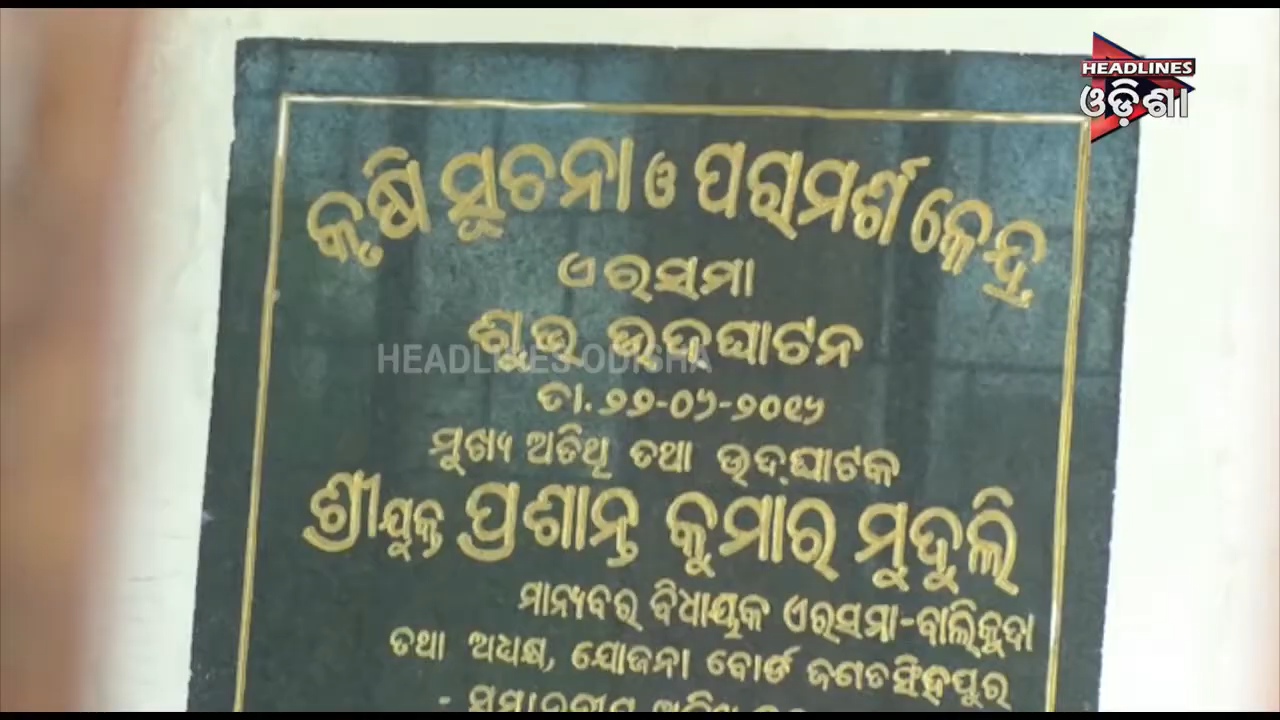 HEADLINES
ଓଡ଼ିଶା
କୃଷି ସୁଚନା ଓ ପରାମର୍ଶ କେନ୍ଦ୍ର
ଏରସମା
ଶୁଭ ଉଦ୍‌ଘାଟନ
HEADLINES ODISHA
ମୁଖ୍ୟ ଅତିଥି ତଥା ଉଦ୍‌ଘାଟକ
ଶ୍ରୀଯୁକ୍ତ ପ୍ରଶାନ୍ତ କୁମାର ମୁଦୁଲି
ମାନ୍ୟବର ବିଧାୟକ ଏରସମା-ବାଲିକୁଦା
ତଥା ଅଧ୍ୟକ୍ଷ, ଯୋଜନା ବୋର୍ଡ ଜଗତସିଂହପୁର